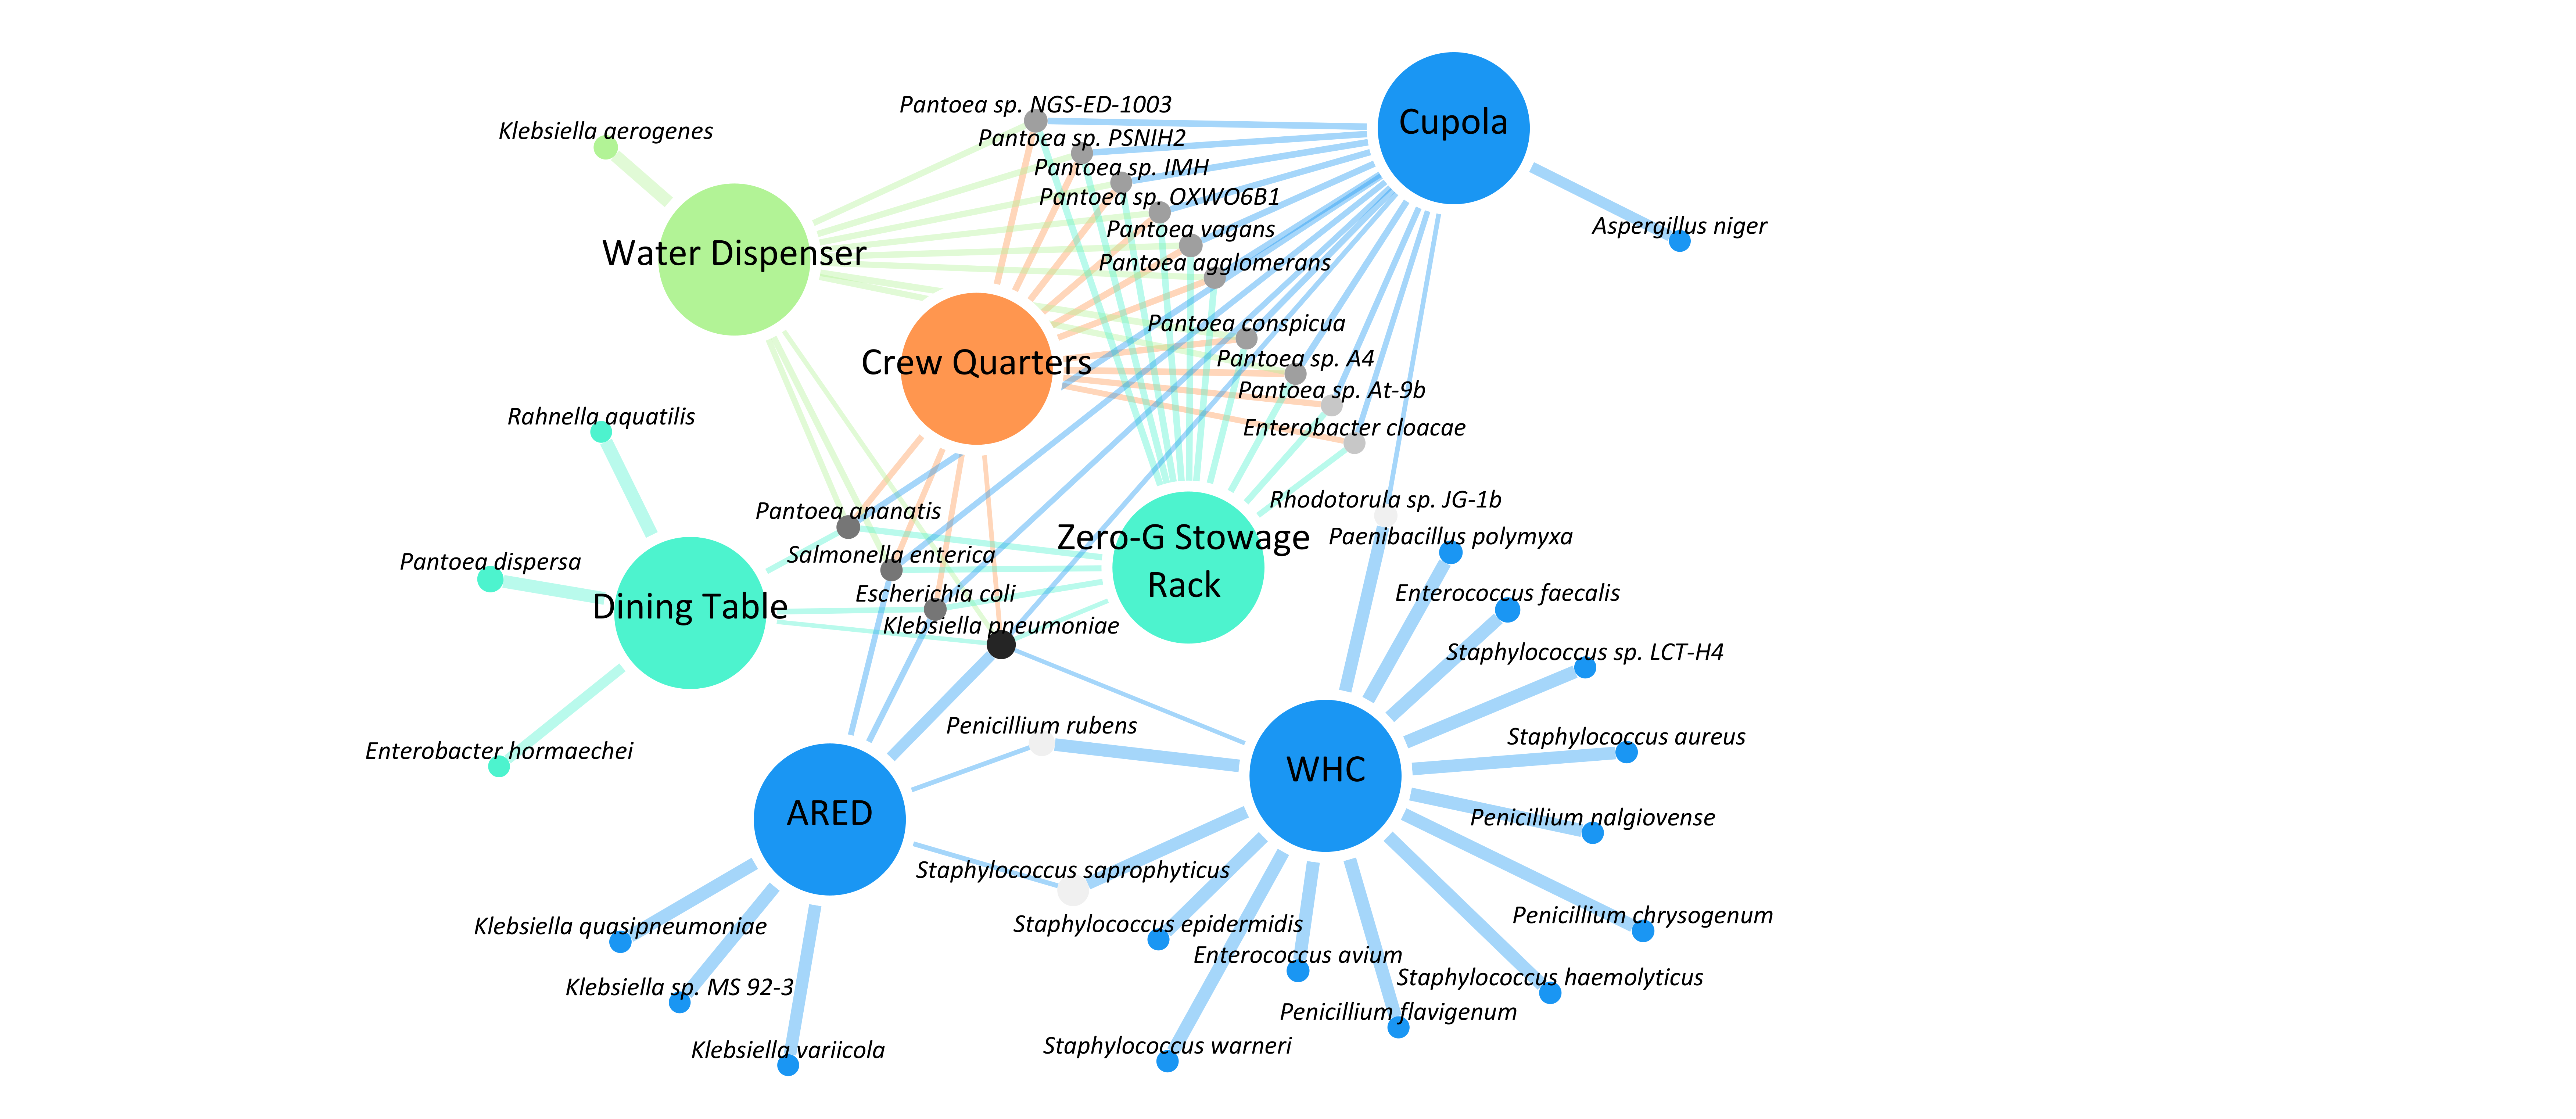 Cupola
Pantoea sp. NGS-ED-1003
Klebsiella aerogenes
Pantoea sp. PSNIH2
Pantoea sp. IMH
Pantoea sp. OXWO6B1
Aspergillus niger
Pantoea vagans
Water Dispenser
Pantoea agglomerans
Pantoea conspicua
Crew Quarters
Pantoea sp. A4
Pantoea sp. At-9b
Rahnella aquatilis
Enterobacter cloacae
Rhodotorula sp. JG-1b
Pantoea ananatis
Zero-G Stowage
Rack
Paenibacillus polymyxa
Salmonella enterica
Pantoea dispersa
Escherichia coli
Enterococcus faecalis
Dining Table
Klebsiella pneumoniae
Staphylococcus sp. LCT-H4
Penicillium rubens
Staphylococcus aureus
Enterobacter hormaechei
WHC
ARED
Penicillium nalgiovense
Staphylococcus saprophyticus
Penicillium chrysogenum
Staphylococcus epidermidis
Klebsiella quasipneumoniae
Enterococcus avium
Staphylococcus haemolyticus
Klebsiella sp. MS 92-3
Penicillium flavigenum
Staphylococcus warneri
Klebsiella variicola